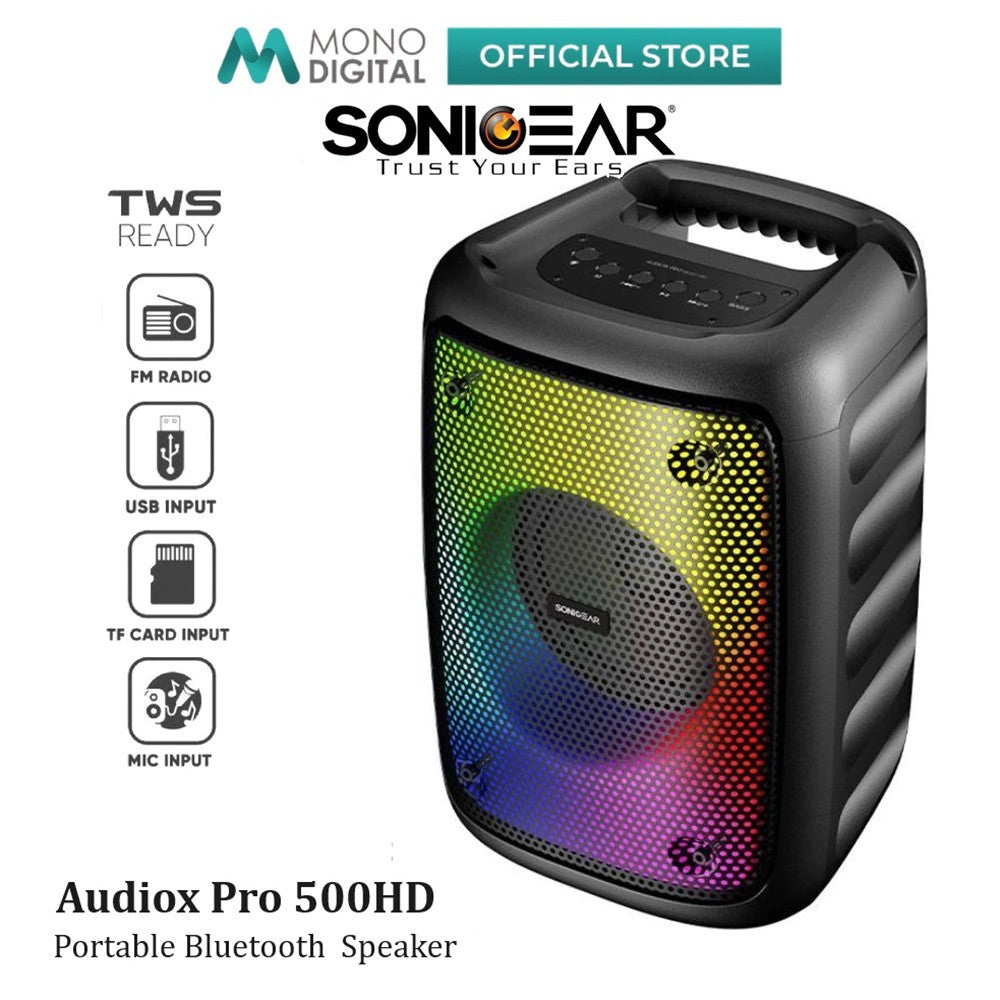 MONO
DIGITAL
OFFICIAL STORE
SONICGEAR®
Trust Your Ears
TWS
READY
FM RADIO
USB INPUT
TF CARD INPUT
MIC INPUT
BASS
SONICGEAR
Audiox Pro 500HD
Portable Bluetooth Speaker